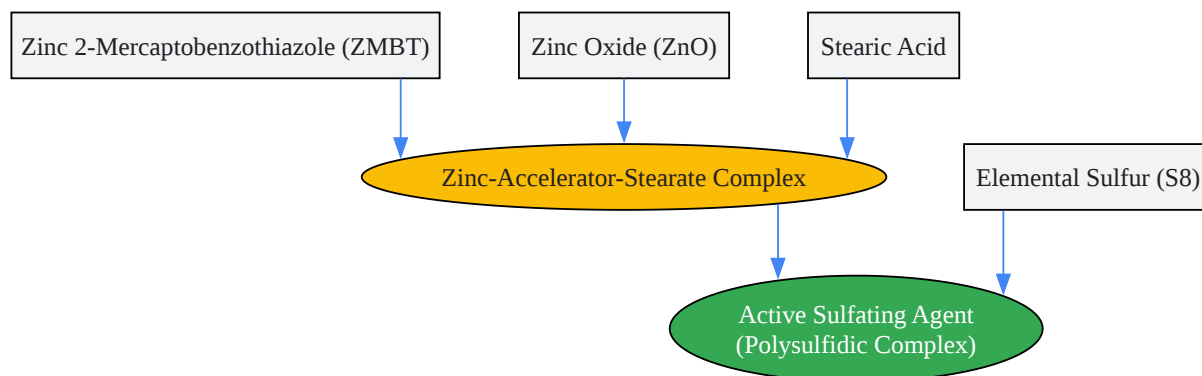 Zinc 2-Mercaptobenzothiazole (ZMBT)
Zinc Oxide (ZnO)
Stearic Acid
Zinc-Accelerator-Stearate Complex
Elemental Sulfur (S8)
Active Sulfating Agent
(Polysulfidic Complex)